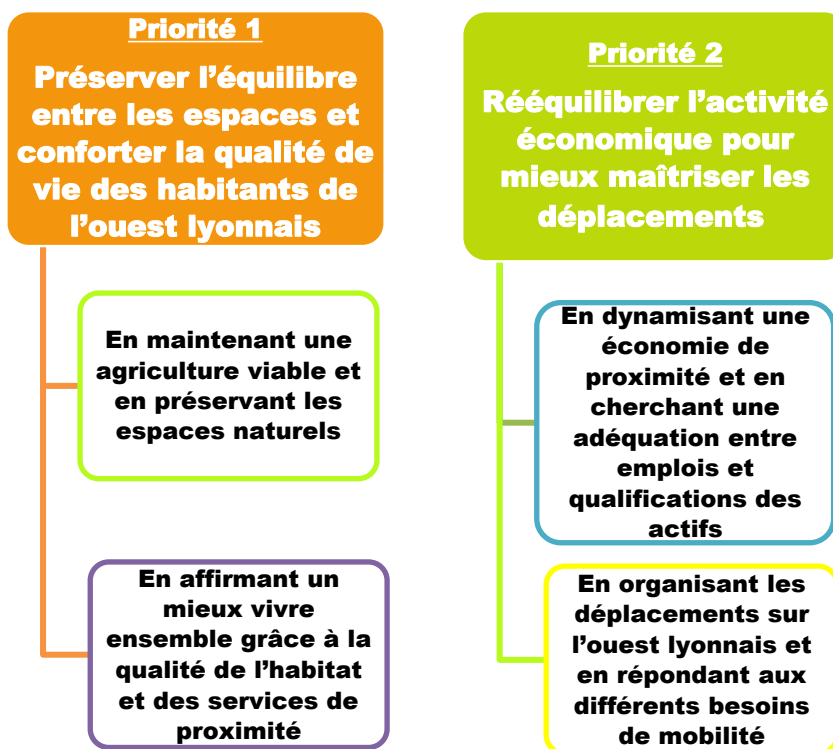 Priorité 1
Préserver l’équilibre
entre les espaces et
conforter la qualité de
vie des habitants de
l’ouest lyonnais
En maintenant une
agriculture viable et
en préservant les
espaces naturels
En affirmant un
mieux vivre
ensemble grâce à la
qualité de l’habitat
et des services de
proximité
Priorité 2
Rééquilibrer l’activité
économique pour
mieux maîtriser les
déplacements
En dynamisant une
économie de
proximité et en
cherchant une
adéquation entre
emplois et
qualifications des
actifs
En organisant les
déplacements sur
l’ouest lyonnais et
en répondant aux
différents besoins
de mobilité